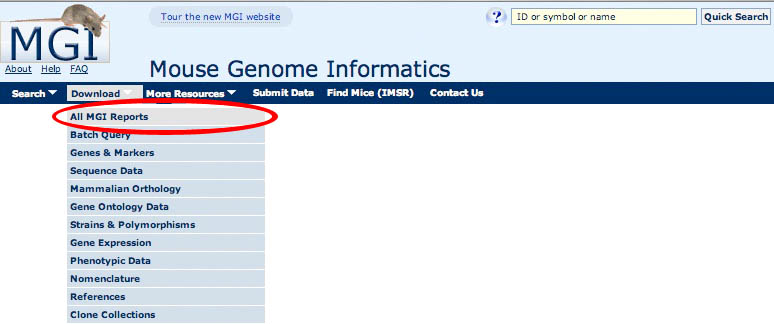 Tour the new MGI website
? ID or symbol or name Quick Search
MGI
About Help FAQ
Mouse Genome Informatics
Search Download More Resources Submit Data Find Mice (IMSR) Contact Us
All MGI Reports
Batch Query
Genes & Markers
Sequence Data
Mammalian Orthology
Gene Ontology Data
Strains & Polymorphisms
Gene Expression
Phenotypic Data
Nomenclature
References
Clone Collections